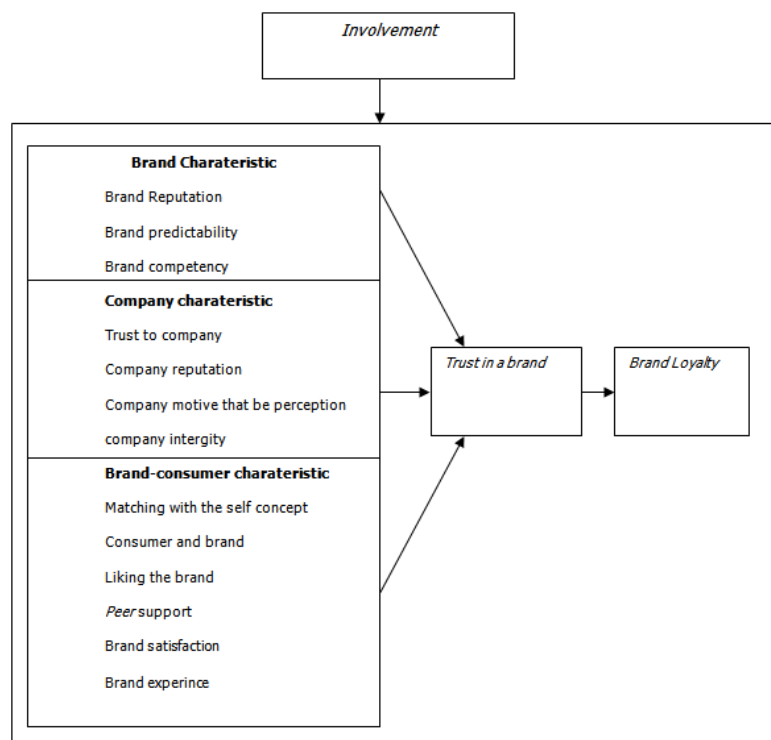 Involvement
Brand Charateristic
Brand Reputation
Brand predictability
Brand competency
Company charateristic
Trust to company
Company reputation
Company motive that be perception
company intergity
Brand-consumer charateristic
Matching with the self concept
Consumer and brand
Liking the brand
Peer support
Brand satisfaction
Brand experince
Trust in a brand
Brand Loyalty